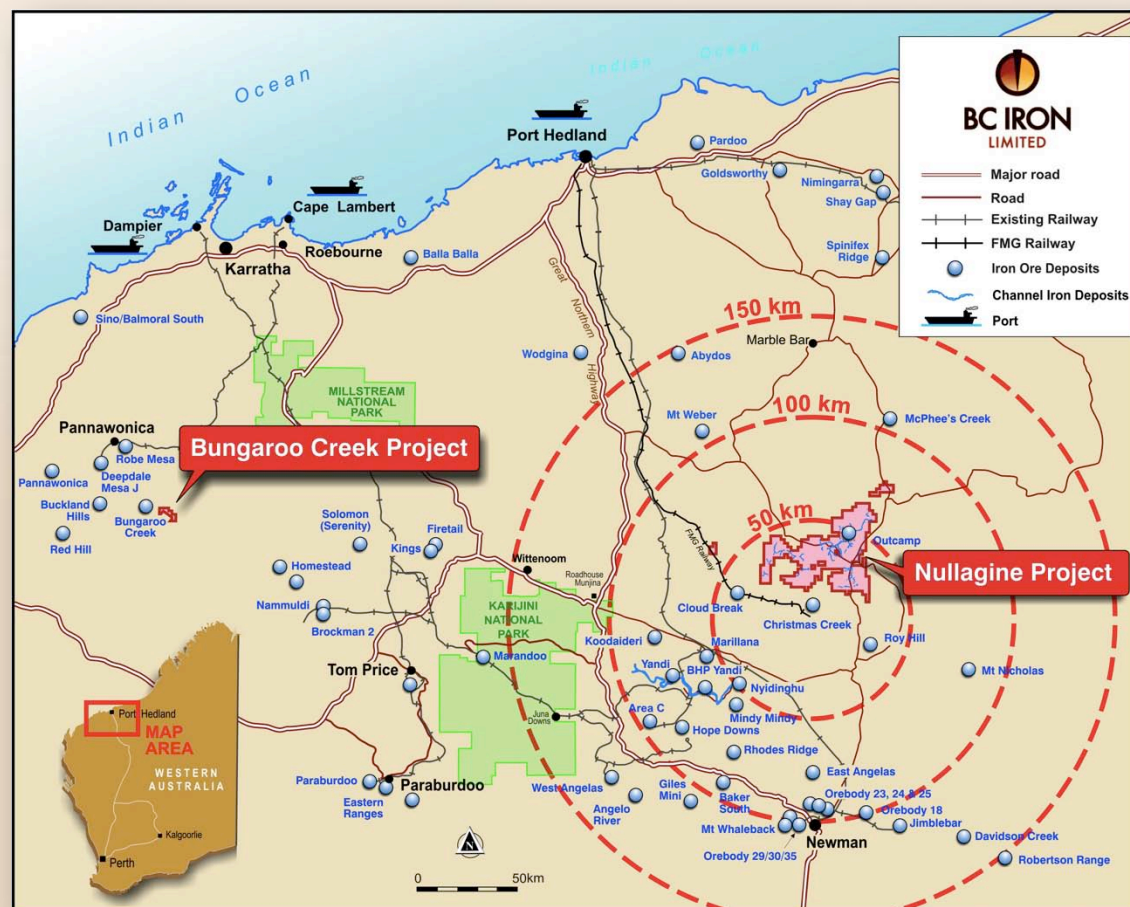 Indian Ocean
Indian Ocean
BC IRON
LIMITED
Major road
Road
Existing Railway
FMG Railway
Iron Ore Deposits
Channel Iron Deposits
Port
Port Hedland
Pardoo
Goldsworthy
Nimingarra
Shay Gap
Cape Lambert
Dampier
Roebourne
Karratha
Balla Balla
Spinifex
Ridge
Sino/Balmoral South
Great Northern Highway
150 km
Marble Bar
Wodgina
Abydos
MILLSTREAM
NATIONAL
PARK
100 km
Mt Weber
McPhee's Creek
Pannawonica
Bungaroo Creek Project
Robe Mesa
Pannawonica
Deepdale
Mesa J
Buckland
Hills
Bungaroo
Creek
Red Hill
Solomon
(Serenity)
Firetail
Kings
50 km
Outcamp
FMG Railway
Nullagine Project
Homestead
Wittenoom
Roadhouse
Munjina
Nammuldi
Brockman 2
KARIJINI
NATIONAL
PARK
Cloud Break
Christmas Creek
Koodaideri
Marillana
Roy Hill
Marandoo
Tom Price
Yandi
BHP Yandi
Nyidinghu
Mt Nicholas
Juna
Downs
Area C
Mindy Mindy
Hope Downs
Rhodes Ridge
Port Hedland
MAP
AREA
WESTERN
AUSTRALIA
Kalgoorlie
Perth
Paraburdoo
Paraburdoo
Eastern
Ranges
West Angelas
Angelo
River
Giles
Mini
Baker
South
East Angelas
Orebody 23, 24 & 25
Orebody 18
Mt Whaleback
Jimblebar
Newman
Orebody 29/30/35
Davidson Creek
Robertson Range
N
0 50km